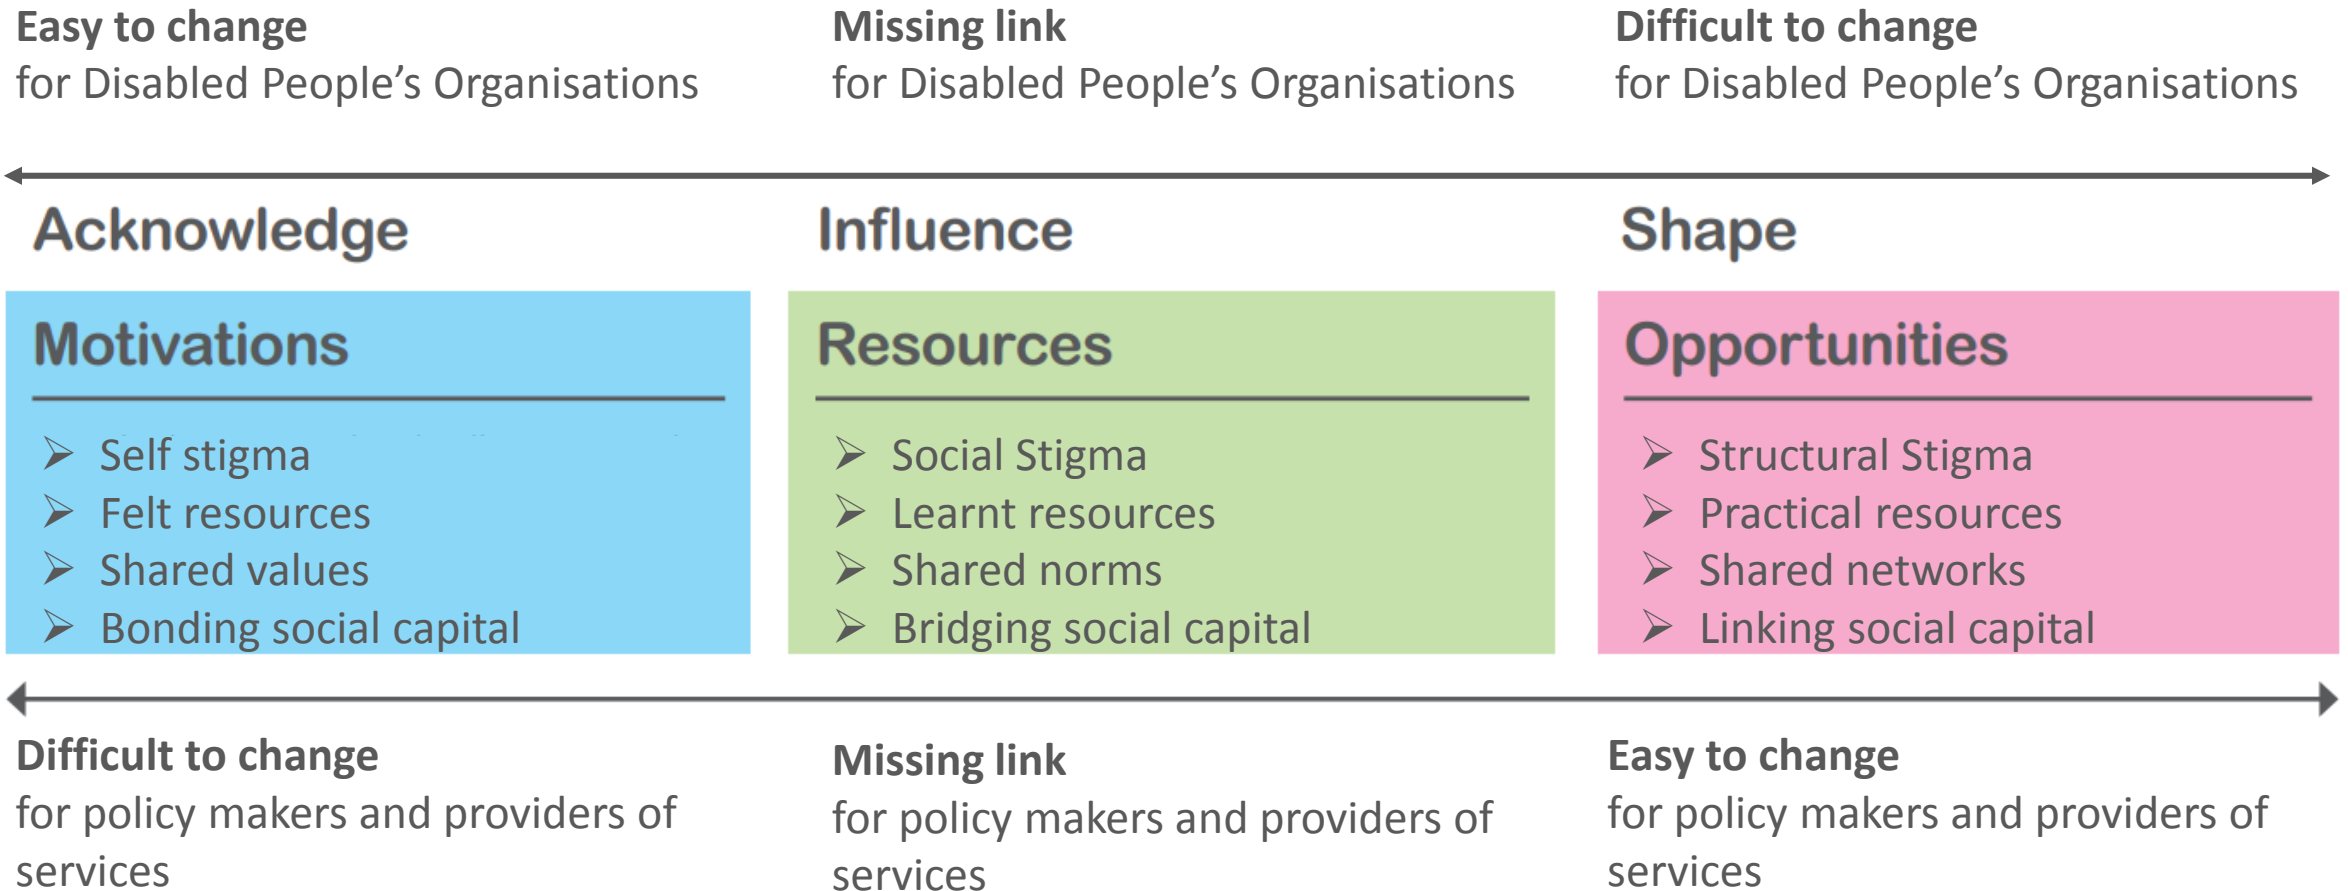 Easy to change
for Disabled People’s Organisations
Missing link
for Disabled People’s Organisations
Difficult to change
for Disabled People’s Organisations
Acknowledge
Influence
Shape
Motivations
➢ Self stigma
➢ Felt resources
➢ Shared values
➢ Bonding social capital
Resources
➢ Social Stigma
➢ Learnt resources
➢ Shared norms
➢ Bridging social capital
Opportunities
➢ Structural Stigma
➢ Practical resources
➢ Shared networks
➢ Linking social capital
Difficult to change
for policy makers and providers of
services
Missing link
for policy makers and providers of
services
Easy to change
for policy makers and providers of
services